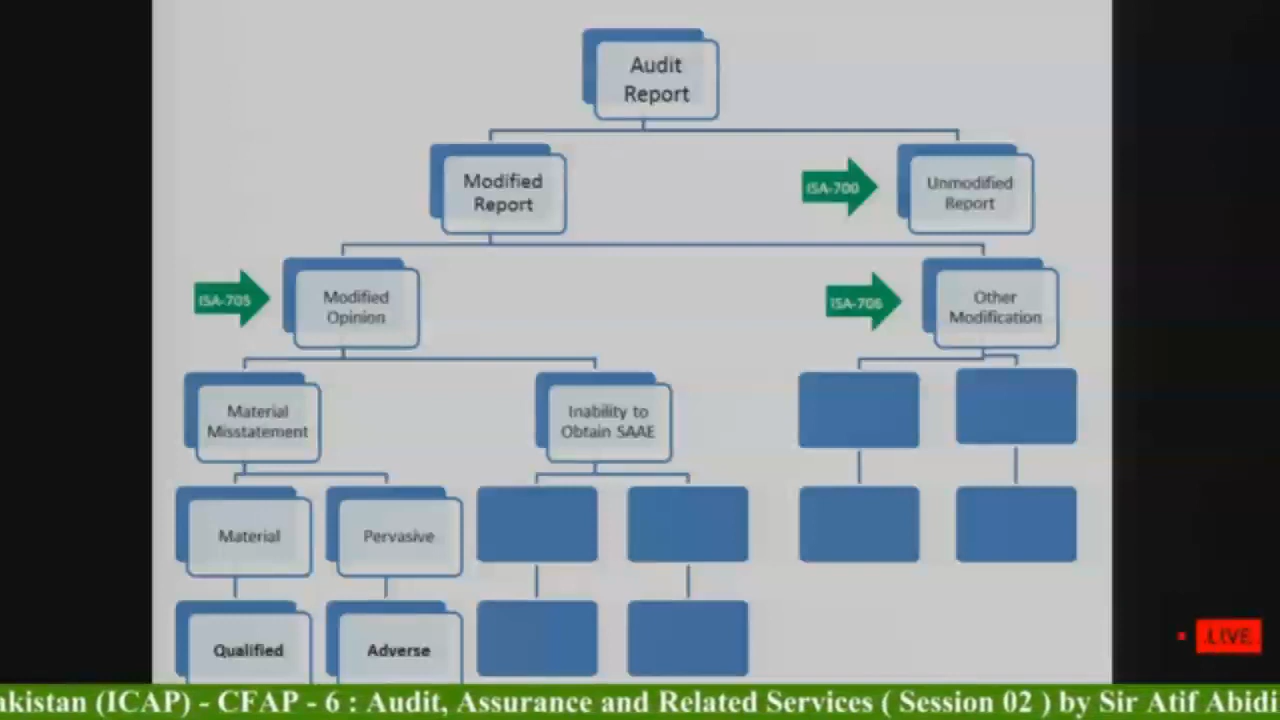 Audit
Report
Modified
Report
ISA-700
Unmodified
Report
ISA-705
Modified
Opinion
ISA-706
Other
Modification
Material
Misstatement
Inability to
Obtain SAAE
Material
Pervasive
Qualified
Adverse
LIVE
akistan (ICAP) - CFAP - 6 : Audit, Assurance and Related Services ( Session 02 ) by Sir Atif Abidi